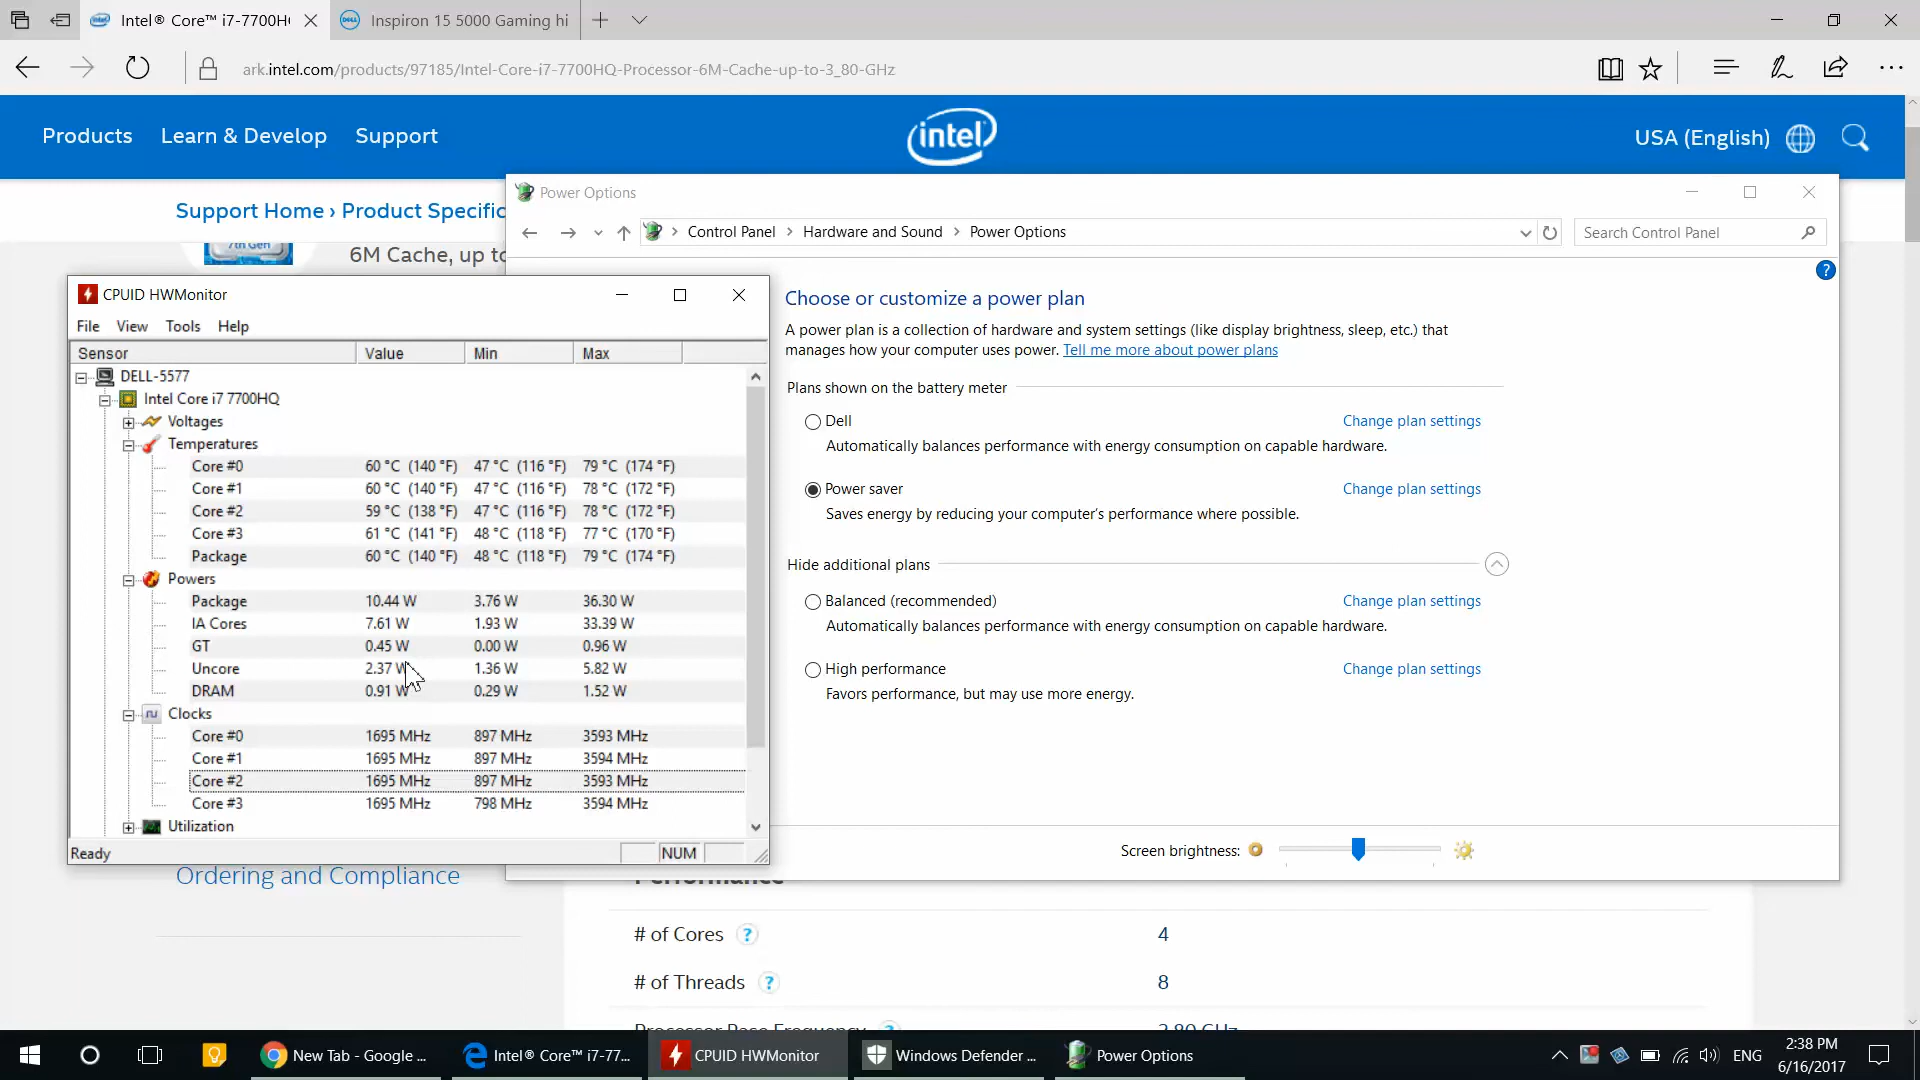 Intel® Core™ i7-7700H
Inspiron 15 5000 Gaming hi
ark.intel.com/products/97185/Intel-Core-i7-7700HQ-Processor-6M-Cache-up-to-3_80-GHz
Products
Learn & Develop
Support
intel
USA (English)
Support Home › Product Specific
7th Gen
6M Cache, up to
Power Options
Control Panel
Hardware and Sound
Power Options
Search Control Panel
?
CPUID HWMonitor
File View Tools Help
Sensor Value Min Max
DELL-5577
Intel Core i7 7700HQ
Voltages
Temperatures
Core #0 60 °C (140 °F) 47 °C (116 °F) 79 °C (174 °F)
Core #1 60 °C (140 °F) 47 °C (116 °F) 78 °C (172 °F)
Core #2 59 °C (138 °F) 47 °C (116 °F) 78 °C (172 °F)
Core #3 61 °C (141 °F) 48 °C (118 °F) 77 °C (170 °F)
Package 60 °C (140 °F) 48 °C (118 °F) 79 °C (174 °F)
Powers
Package 10.44 W 3.76 W 36.30 W
IA Cores 7.61 W 1.93 W 33.39 W
GT 0.45 W 0.00 W 0.96 W
Uncore 2.37 W 1.36 W 5.82 W
DRAM 0.91 W 0.29 W 1.52 W
Clocks
Core #0 1695 MHz 897 MHz 3593 MHz
Core #1 1695 MHz 897 MHz 3594 MHz
Core #2 1695 MHz 897 MHz 3593 MHz
Core #3 1695 MHz 798 MHz 3594 MHz
Utilization
Ready
NUM
Choose or customize a power plan
A power plan is a collection of hardware and system settings (like display brightness, sleep, etc.) that
manages how your computer uses power. Tell me more about power plans
Plans shown on the battery meter
Dell Change plan settings
Automatically balances performance with energy consumption on capable hardware.
Power saver Change plan settings
Saves energy by reducing your computer's performance where possible.
Hide additional plans
Balanced (recommended) Change plan settings
Automatically balances performance with energy consumption on capable hardware.
High performance Change plan settings
Favors performance, but may use more energy.
Screen brightness:
Ordering and Compliance
Performance
# of Cores ? 4
# of Threads ? 8
Processor Base Frequency ? 2.80 GHz
New Tab - Google ...
Intel® Core™ i7-77...
CPUID HWMonitor
Windows Defender ...
Power Options
ENG
2:38 PM
6/16/2017